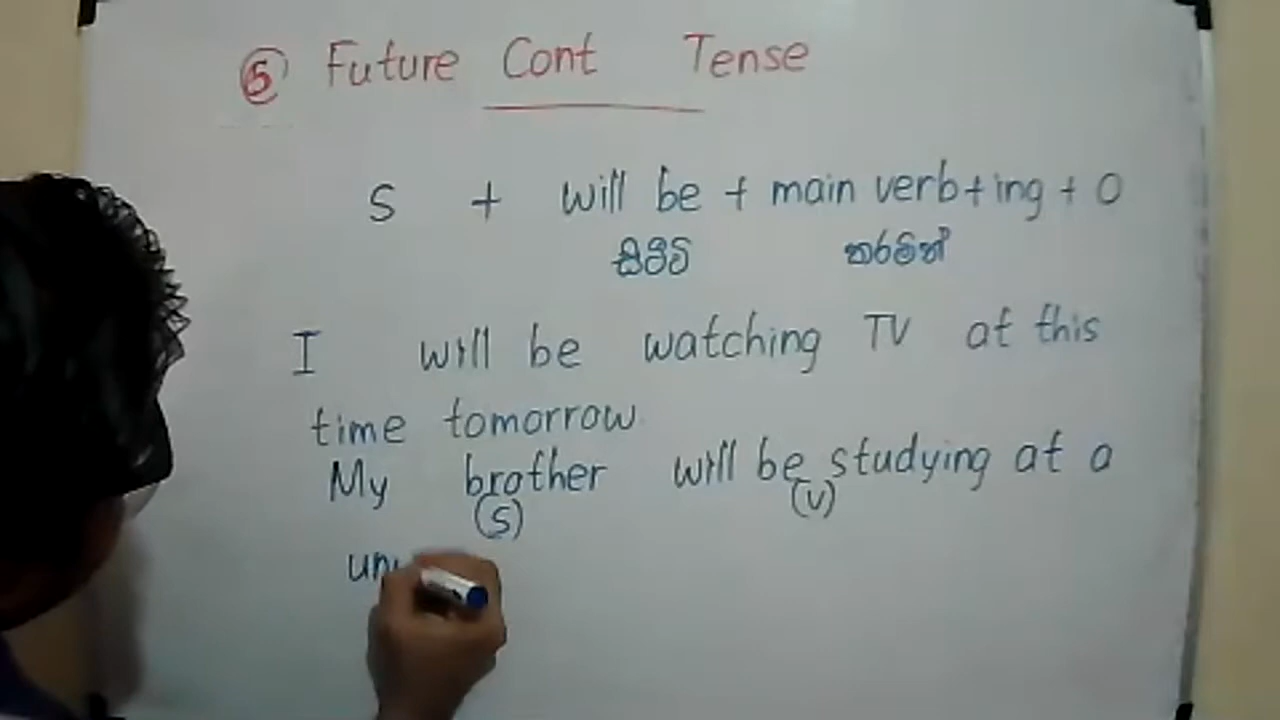 5 Future Cont Tense
S + will be + main verb + ing + O
සිටිවි කරමින්
I will be watching TV at this
time tomorrow
My brother will be studying at a
(S) (V)
un